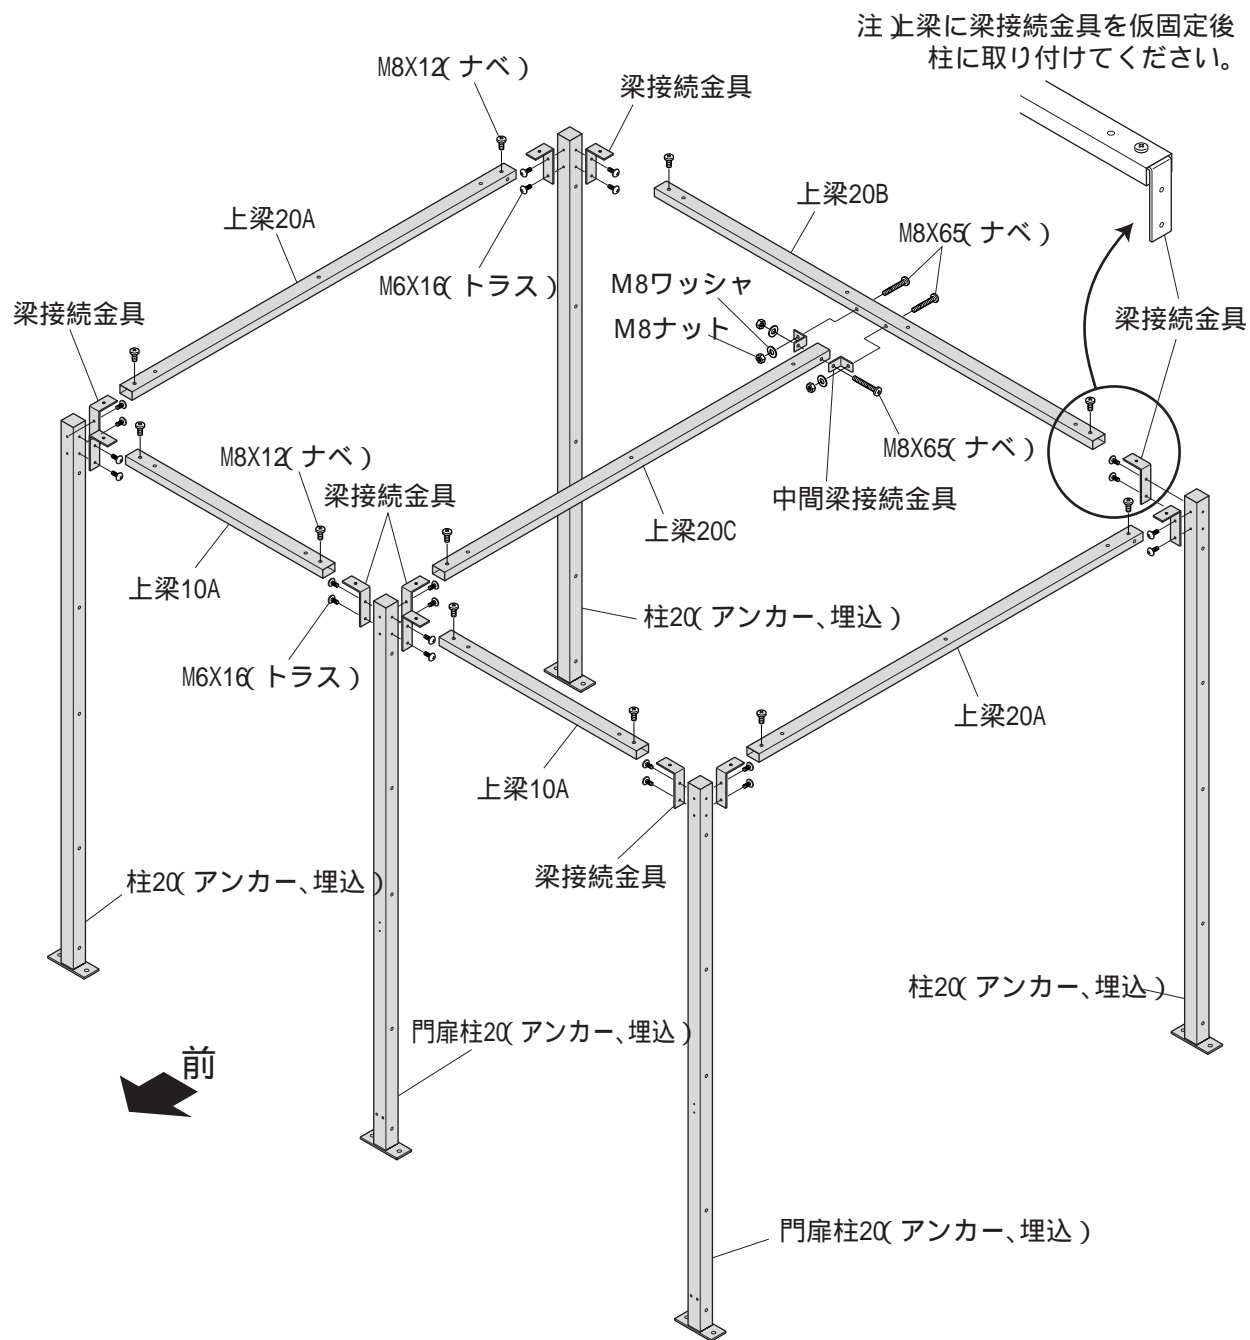 注）上梁に梁接続金具を仮固定後
柱に取り付けてください。
M8X12（ナベ）
梁接続金具
上梁20A
上梁20B
M8X65（ナベ）
M6X16（トラス）
M8ワッシャ
M8ナット
梁接続金具
梁接続金具
M8X12（ナベ）
梁接続金具
M8X65（ナベ）
中間梁接続金具
上梁20C
上梁10A
柱20（アンカー、埋込）
M6X16（トラス）
上梁20A
上梁10A
梁接続金具
柱20（アンカー、埋込）
柱20（アンカー、埋込）
門扉柱20（アンカー、埋込）
前
門扉柱20（アンカー、埋込）